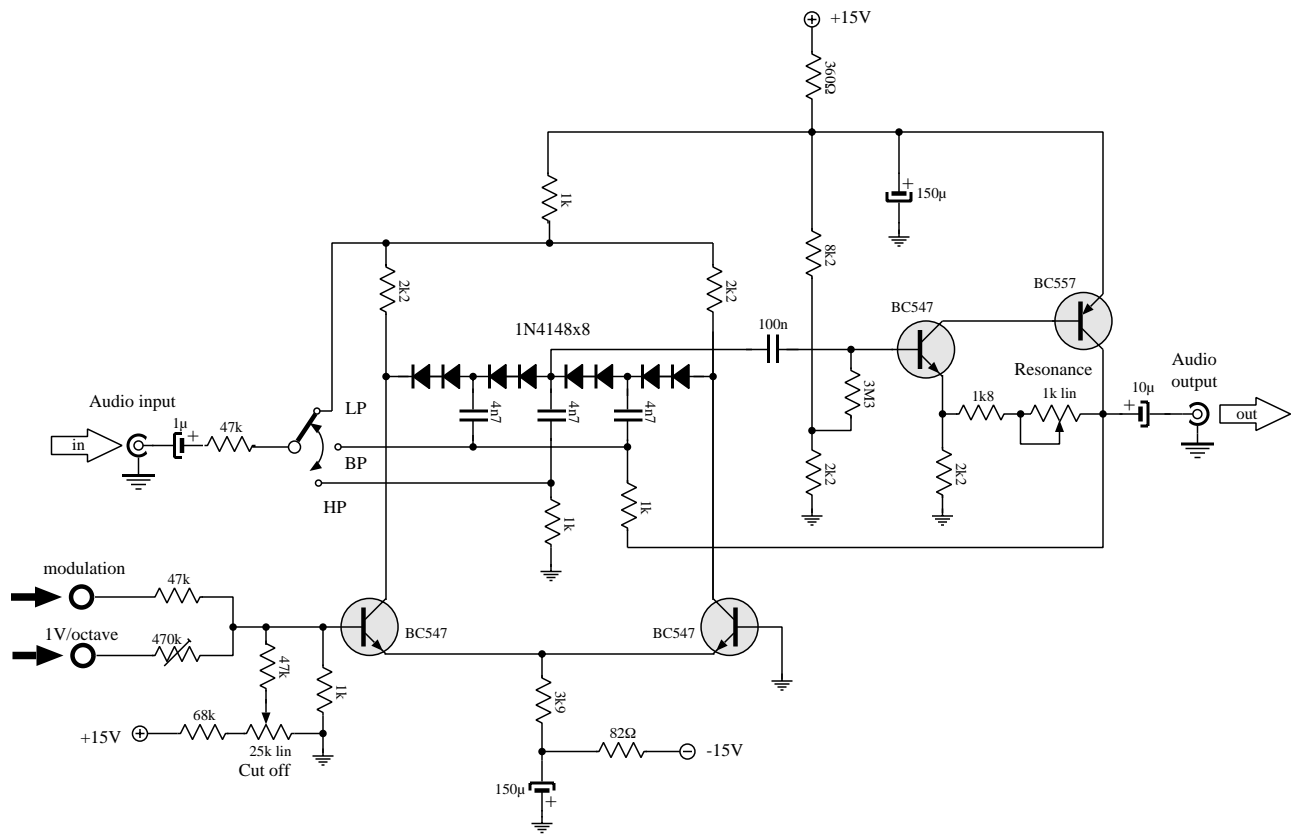 +15V
360Ω
1k
150µ
+
2k2
2k2
8k2
BC557
BC547
100n
1N4148x8
Audio output
Resonance
1k lin
10µ
+
3M3
1k8
out
Audio input
LP
4n7
4n7
4n7
1µ
+
47k
in
BP
HP
2k2
2k2
1k
1k
modulation
47k
BC547
BC547
1V/octave
470k
47k
1k
3k9
68k
+15V
25k lin
Cut off
82Ω
-15V
150µ
+